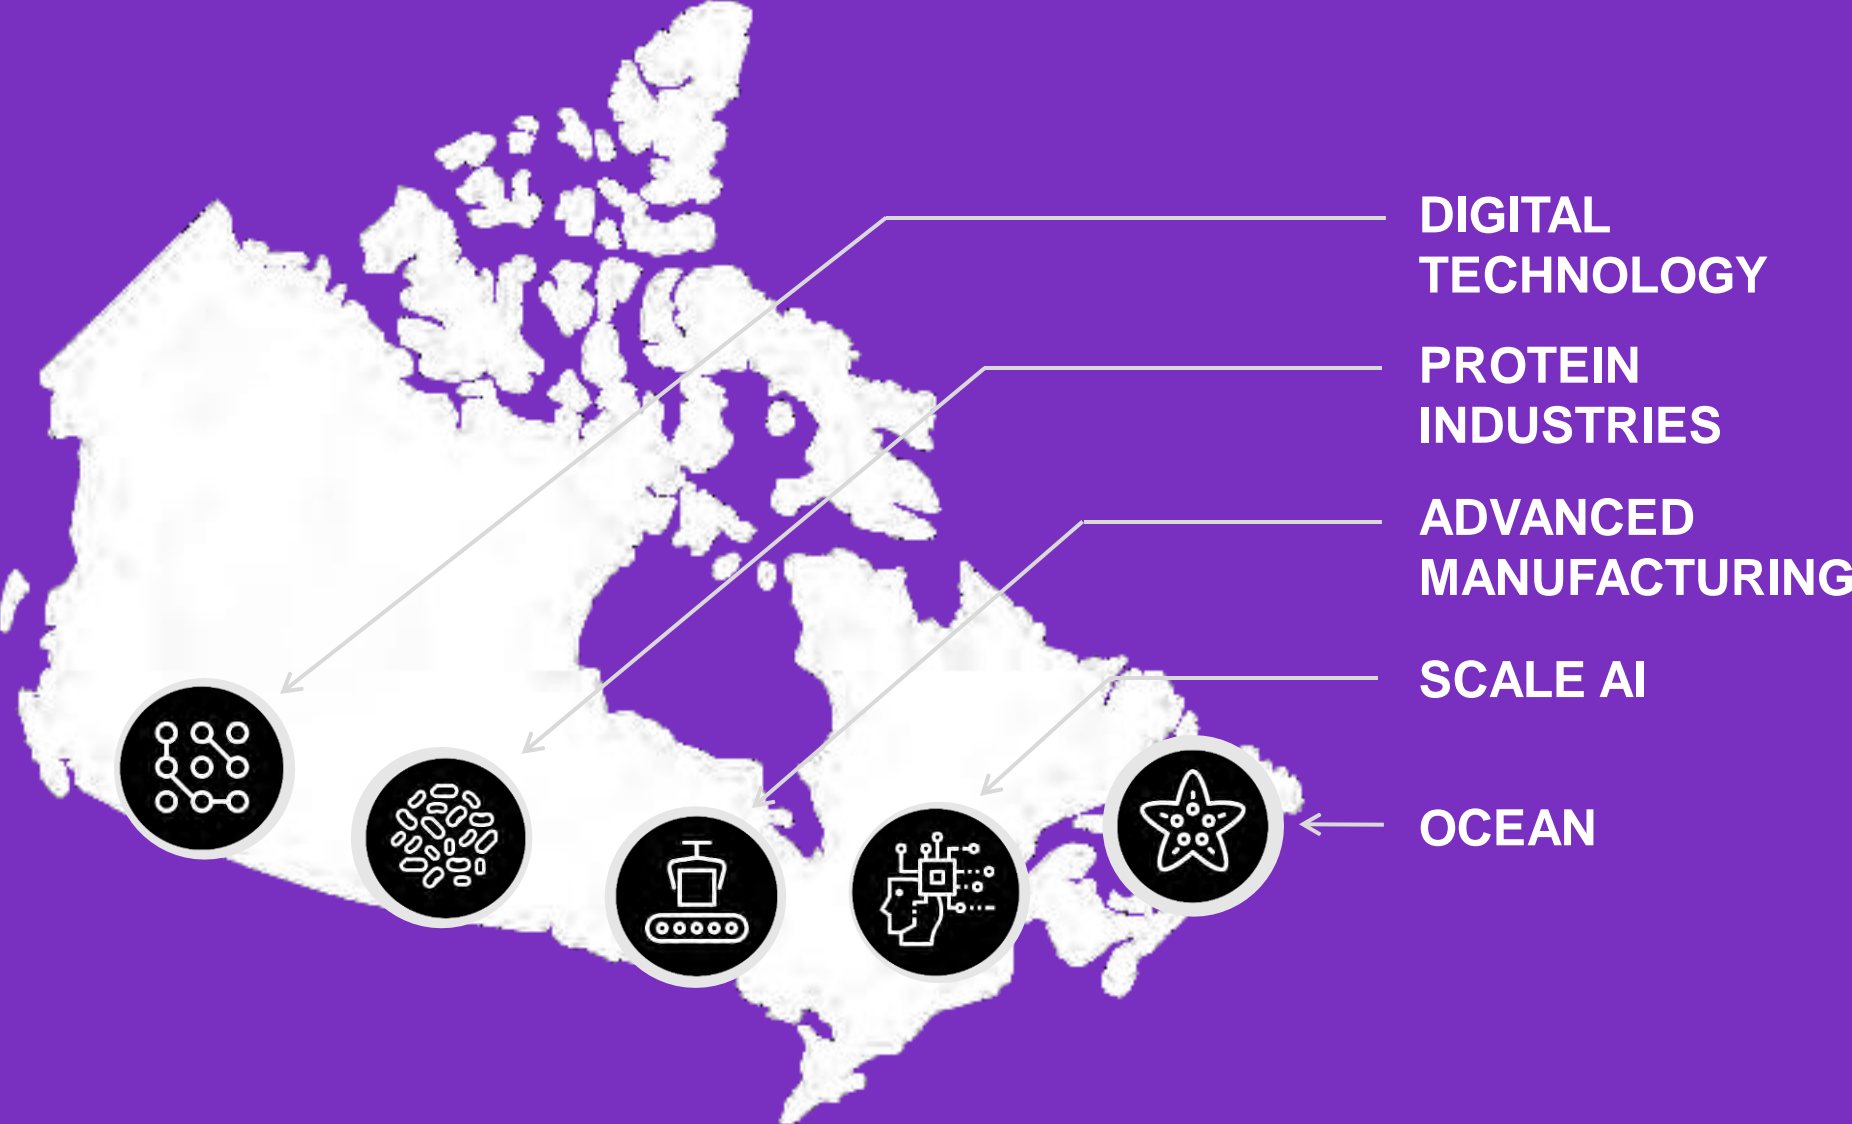 DIGITAL
TECHNOLOGY
PROTEIN
INDUSTRIES
ADVANCED
MANUFACTURING
SCALE AI
OCEAN